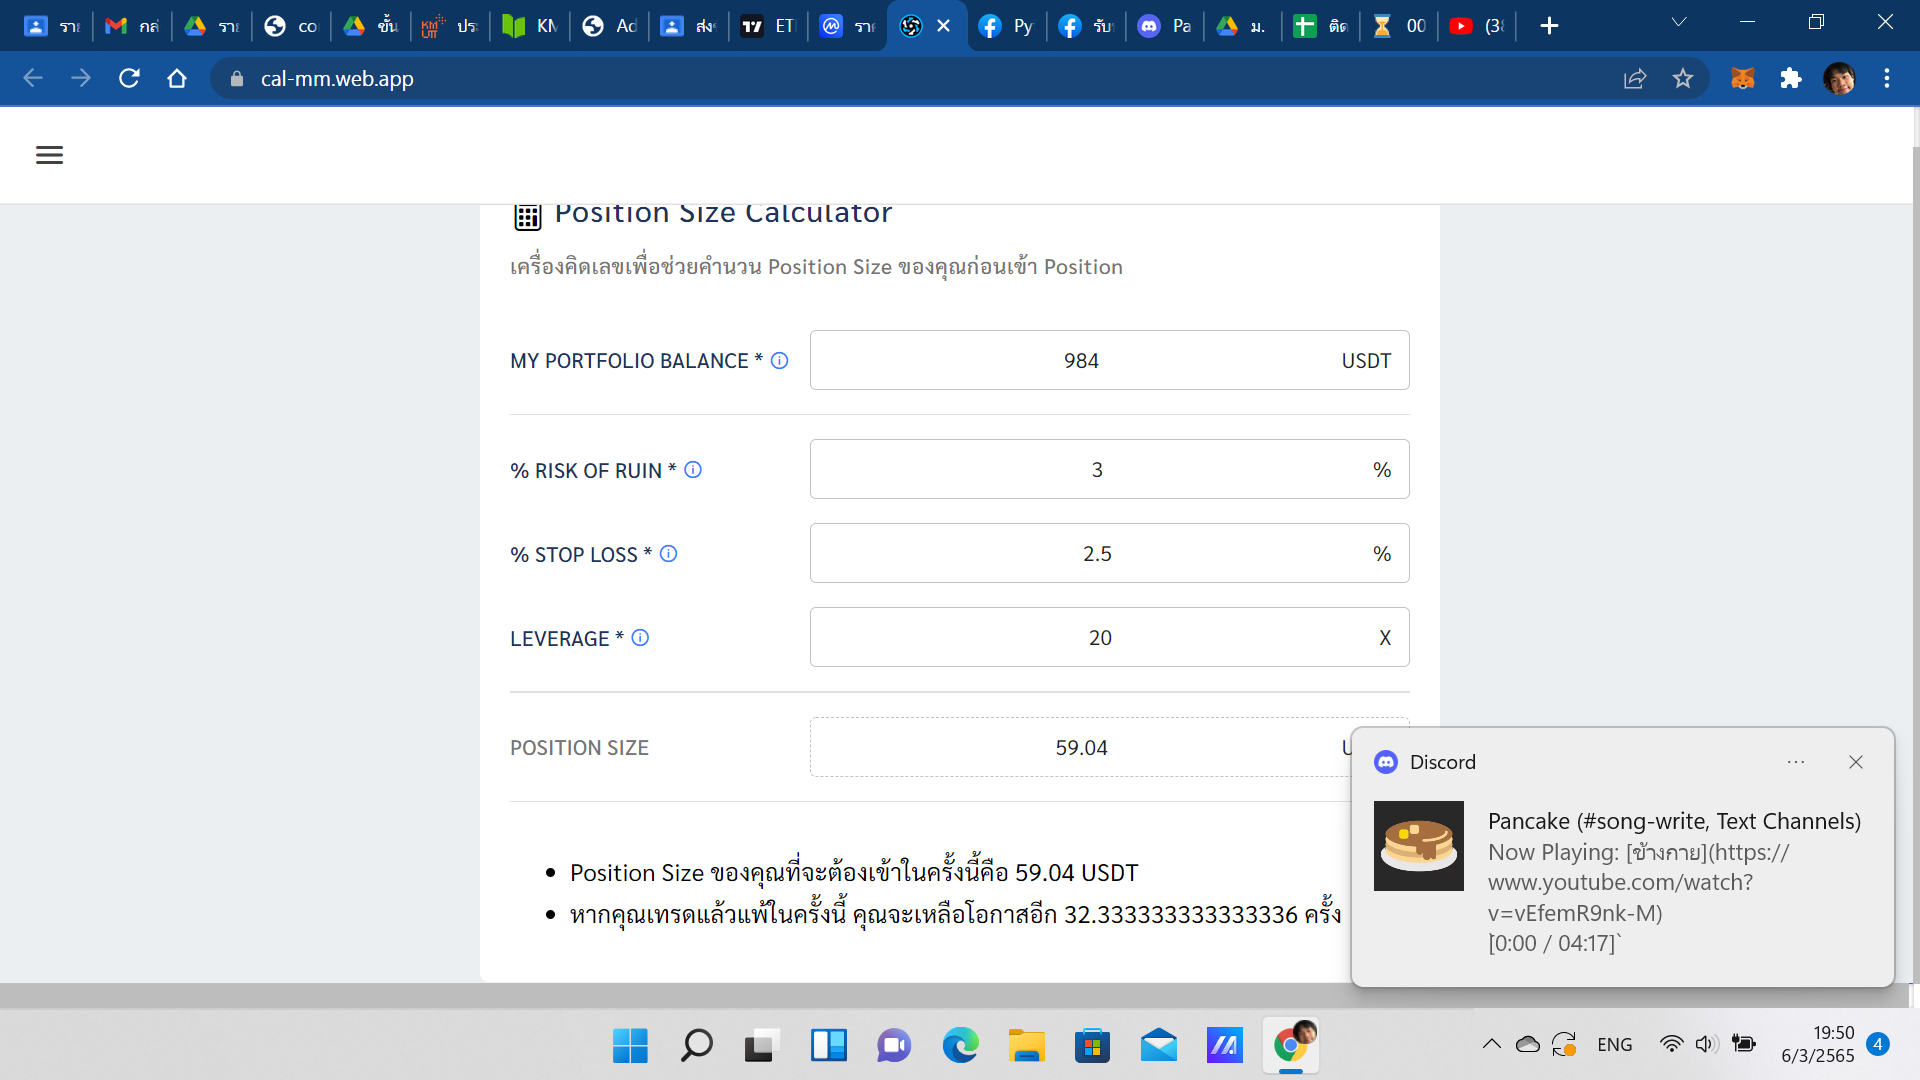 ราย
กล่
ราย
co
ขั้น
ประ
KN
Ad
ส่ง
ET
ราค
Py
รับ
Pa
ม.
ติด
00
(38
cal-mm.web.app
Position Size Calculator
เครื่องคิดเลขเพื่อช่วยคำนวน Position Size ของคุณก่อนเข้า Position
MY PORTFOLIO BALANCE * 984 USDT
% RISK OF RUIN * 3 %
% STOP LOSS * 2.5 %
LEVERAGE * 20 X
POSITION SIZE 59.04 U
Position Size ของคุณที่จะต้องเข้าในครั้งนี้คือ 59.04 USDT
หากคุณเทรดแล้วแพ้ในครั้งนี้ คุณจะเหลือโอกาสอีก 32.333333333333336 ครั้ง
Discord
Pancake (#song-write, Text Channels)
Now Playing: [ข้างกาย](https://
www.youtube.com/watch?
v=vEfemR9nk-M)
`[0:00 / 04:17]`
ENG
19:50
6/3/2565
4